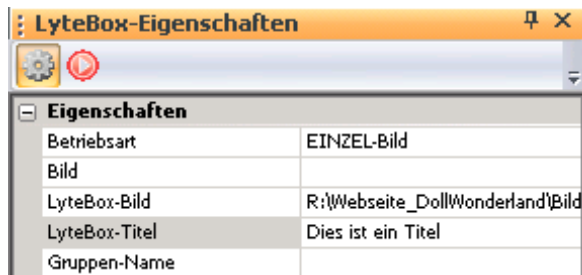 LyteBox-Eigenschaften
Eigenschaften
Betriebsart EINZEL-Bild
Bild
LyteBox-Bild R:\Webseite_DollWonderland\Bild
LyteBox-Titel Dies ist ein Titel
Gruppen-Name